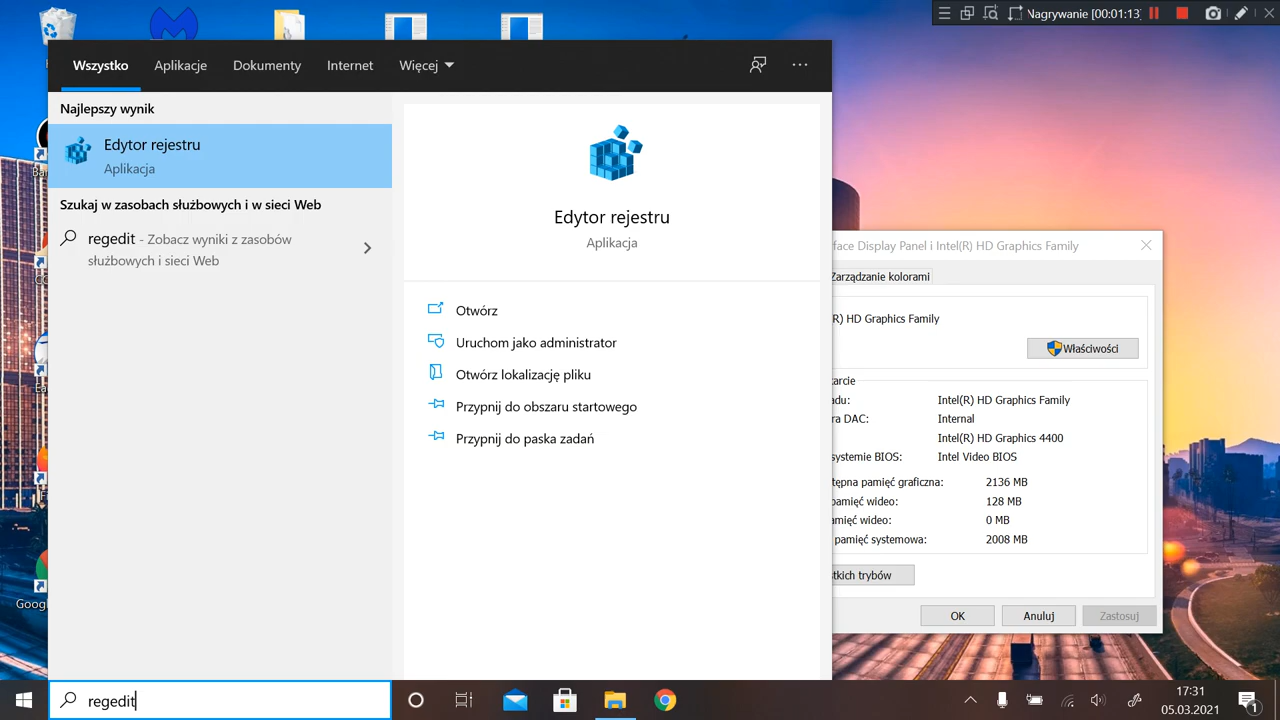 Nagrywanie [00:01:13]
Wszystko
Aplikacje
Dokumenty
Internet
Więcej
Najlepszy wynik
Edytor rejestru
Aplikacja
Szukaj w zasobach służbowych i w sieci Web
regedit - Zobacz wyniki z zasobów
służbowych i sieci Web
Edytor rejestru
Aplikacja
Otwórz
Uruchom jako administrator
Otwórz lokalizację pliku
Przypnij do obszaru startowego
Przypnij do paska zadań
face Display Panel i Intel(R) HD Graphics Family
Zarządzanie kolorami
R) HD Graphics Family
Właściwości
arcie
adu: Intel(R) HD Graphics Family
ra DAC: Internal
Intel(R) HD Graphics 4400
systemie BIOS: Intel Video BIOS
tępna pamięć graficzna: 2136 MB
pamięć wideo: 128 MB
amięć wideo: 0 MB
pamięć systemowa: 2008 MB
stkich trybów
OK
Anuluj
Zastosuj
Goog
regedit
17:31
05.03.2021
1